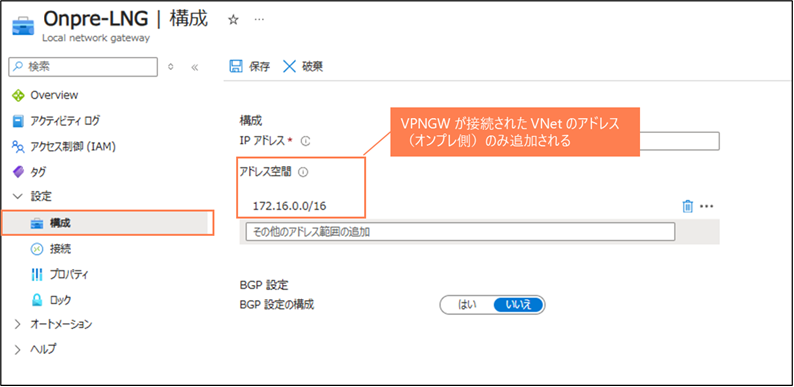 Onpre-LNG | 構成 ☆ ···
Local network gateway
検索
«
保存 破棄
Overview
アクティビティ ログ
アクセス制御 (IAM)
タグ
設定
構成
接続
プロパティ
ロック
オートメーション
ヘルプ
構成
IP アドレス *
VPNGW が接続された VNet のアドレス
(オンプレ側)のみ追加される
アドレス空間
172.16.0.0/16
···
その他のアドレス範囲の追加
BGP 設定
BGP 設定の構成
はい いいえ